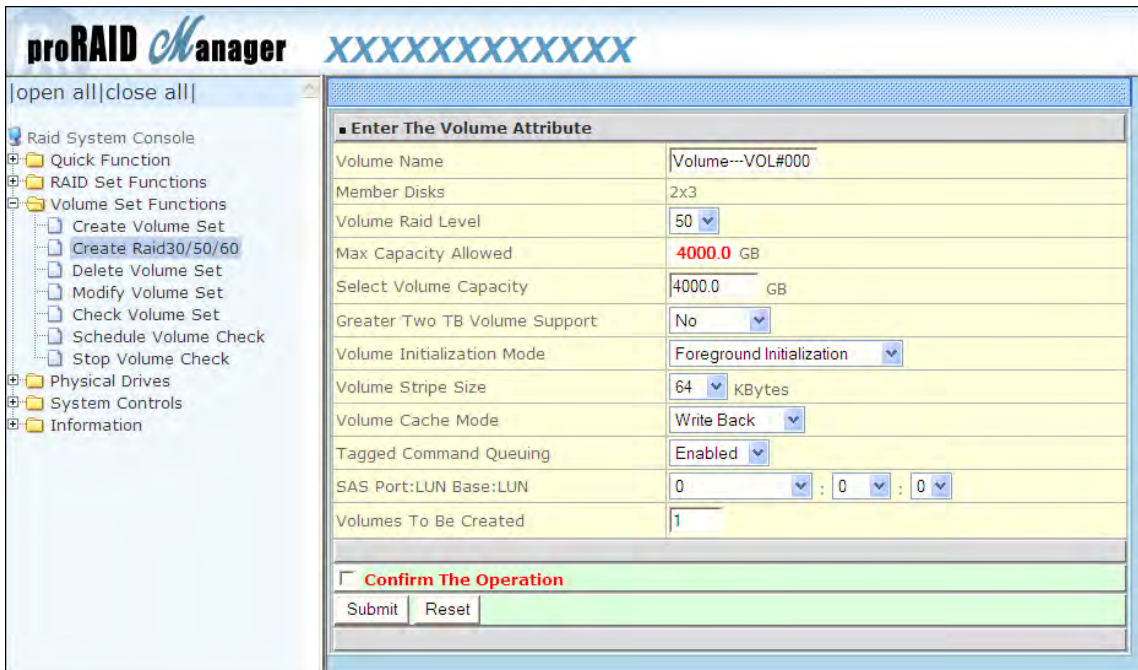 proRAID Manager XXXXXXXXXXXX
|open all|close all|
Raid System Console
Quick Function
RAID Set Functions
Volume Set Functions
Create Volume Set
Create Raid30/50/60
Delete Volume Set
Modify Volume Set
Check Volume Set
Schedule Volume Check
Stop Volume Check
Physical Drives
System Controls
Information
Enter The Volume Attribute
Volume Name Volume---VOL#000
Member Disks 2x3
Volume Raid Level 50
Max Capacity Allowed 4000.0 GB
Select Volume Capacity 4000.0 GB
Greater Two TB Volume Support No
Volume Initialization Mode Foreground Initialization
Volume Stripe Size 64 KBytes
Volume Cache Mode Write Back
Tagged Command Queuing Enabled
SAS Port:LUN Base:LUN 0 : 0 : 0
Volumes To Be Created 1
Confirm The Operation
Submit Reset